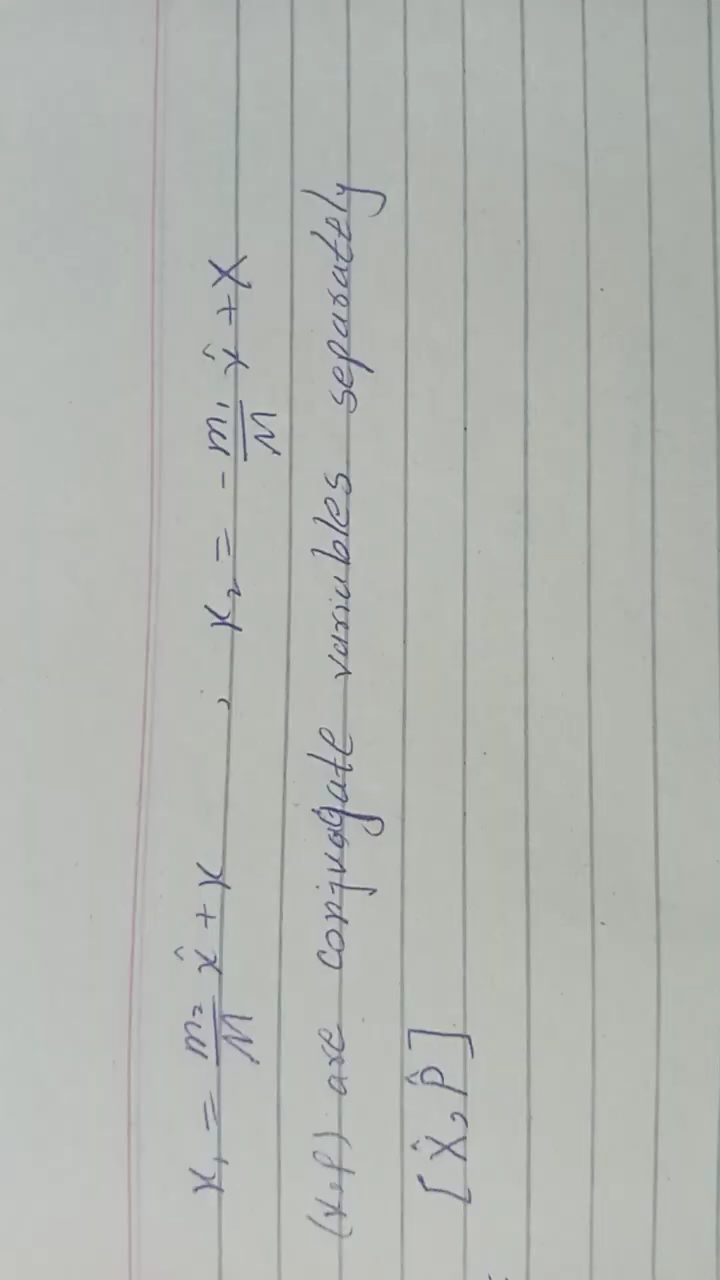 x₁ = m₂/M x̂ + X , x₂ = - m₁/M x̂ + X
(x,p) are conjugate variables separately
[X̂, P̂]